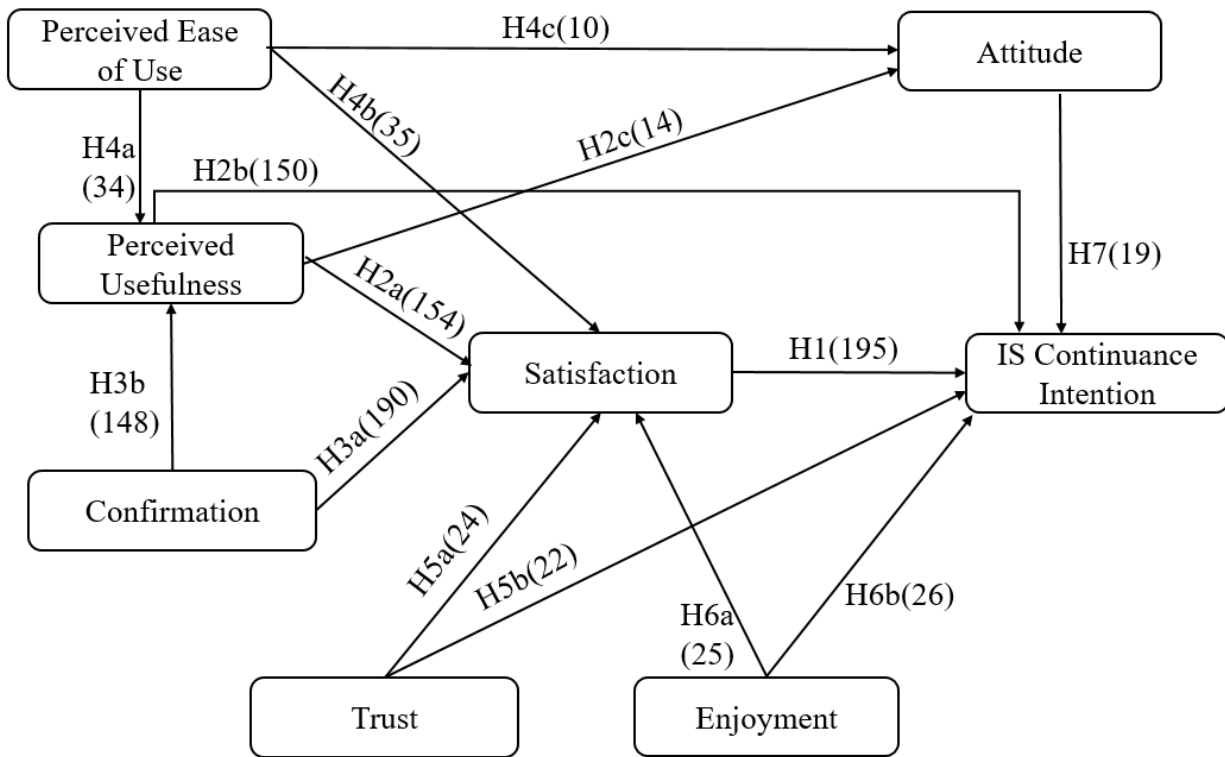 Perceived Ease
of Use
H4c(10)
Attitude
H4b(35)
H2c(14)
H4a
(34)
H2b(150)
Perceived
Usefulness
H7(19)
H2a(154)
Satisfaction
H1(195)
IS Continuance
Intention
H3b
(148)
H3a(190)
Confirmation
H5a(24)
H5b(22)
H6a
(25)
H6b(26)
Trust
Enjoyment